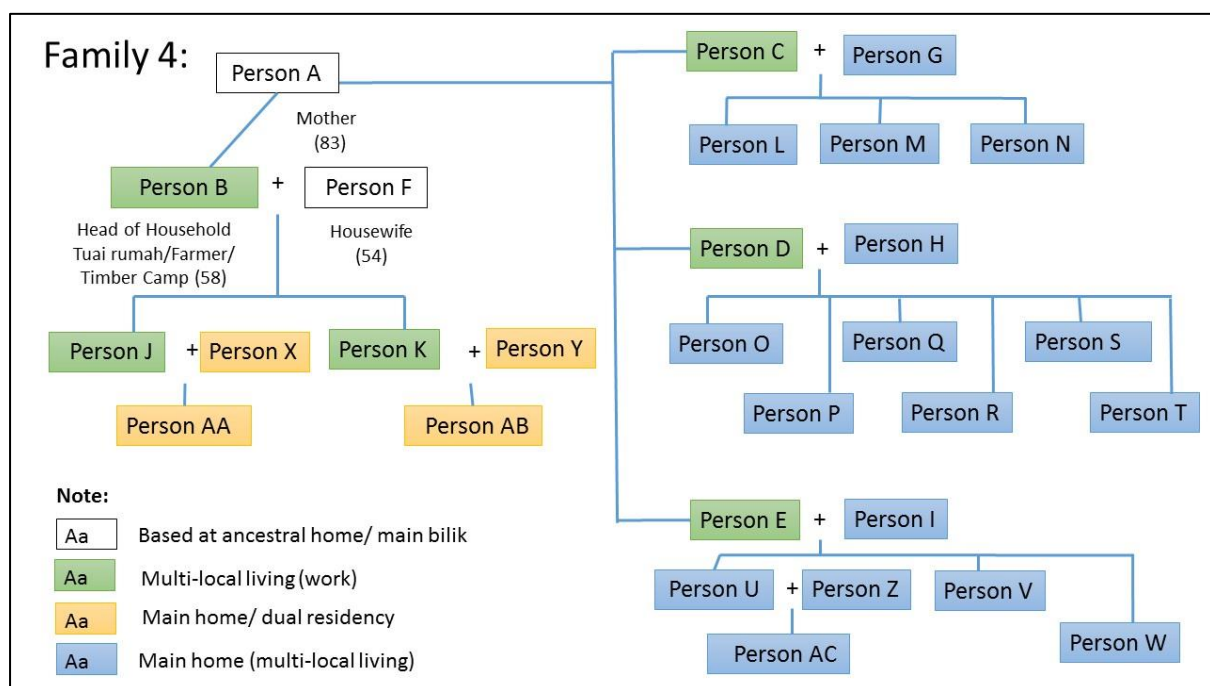 Family 4:
Person A
Mother
(83)
Person B + Person F
Head of Household
Tuai rumah/Farmer/
Timber Camp (58)
Housewife
(54)
Person J + Person X
Person K + Person Y
Person AA
Person AB
Person C + Person G
Person L
Person M
Person N
Person D + Person H
Person O
Person Q
Person S
Person P
Person R
Person T
Person E + Person I
Person U + Person Z
Person V
Person W
Person AC
Note:
Aa Based at ancestral home/ main bilik
Aa Multi-local living (work)
Aa Main home/ dual residency
Aa Main home (multi-local living)